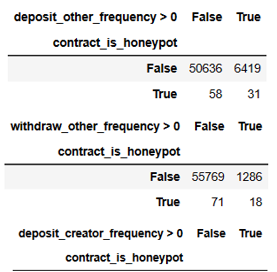 deposit_other_frequency > 0 False True
contract_is_honeypot
False 50636 6419
True 58 31
withdraw_other_frequency > 0 False True
contract_is_honeypot
False 55769 1286
True 71 18
deposit_creator_frequency > 0 False True
contract_is_honeypot